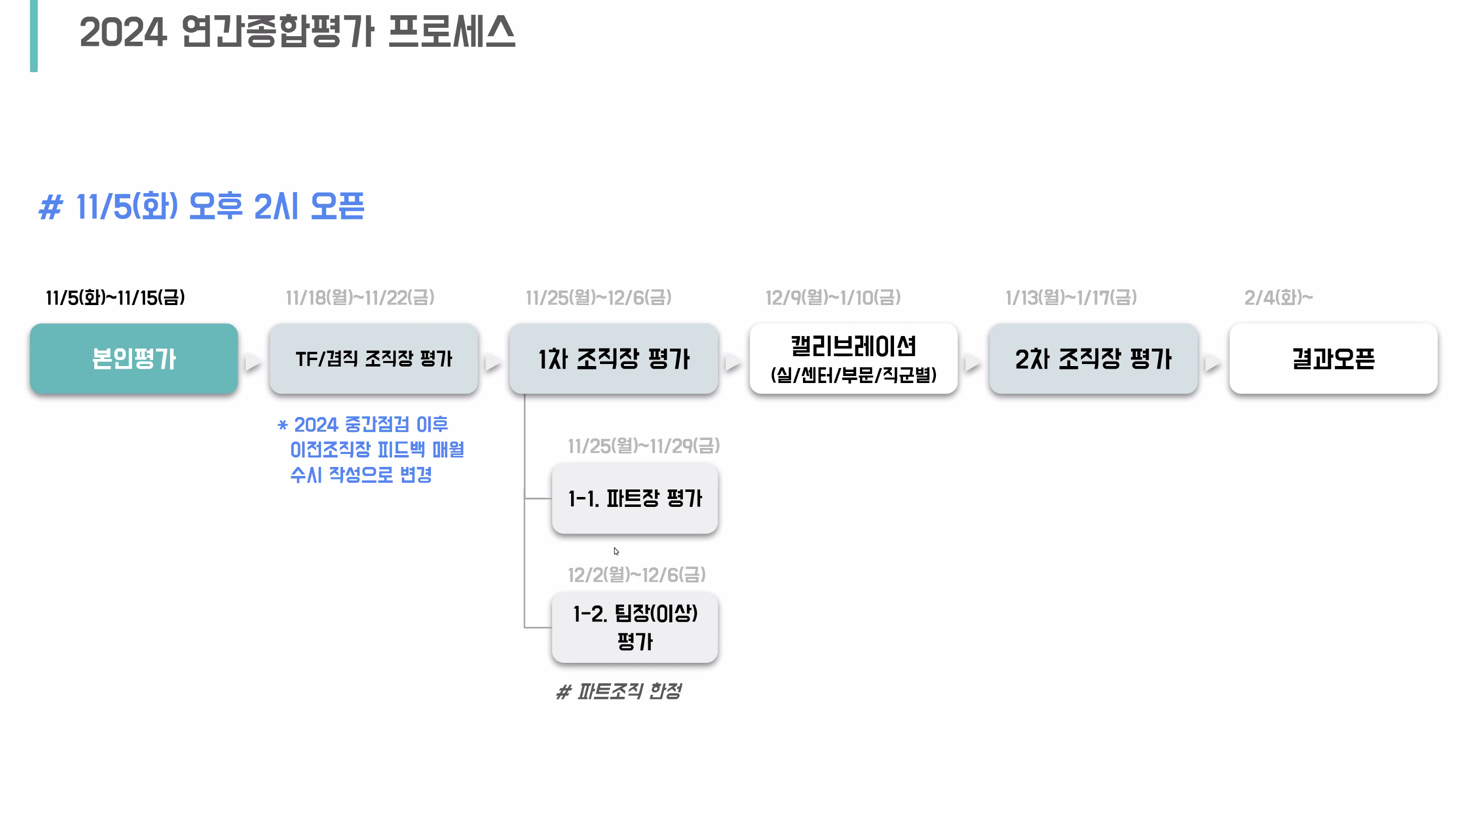 2024 연간종합평가 프로세스
# 11/5(화) 오후 2시 오픈
11/5(화)~11/15(금)
본인평가
11/18(월)~11/22(금)
TF/겸직 조직장 평가
* 2024 중간점검 이후
이전조직장 피드백 매월
수시 작성으로 변경
11/25(월)~12/6(금)
1차 조직장 평가
11/25(월)~11/29(금)
1-1. 파트장 평가
12/2(월)~12/6(금)
1-2. 팀장(이상)
평가
# 파트조직 한정
12/9(월)~1/10(금)
캘리브레이션
(실/센터/부문/직군별)
1/13(월)~1/17(금)
2차 조직장 평가
2/4(화)~
결과오픈